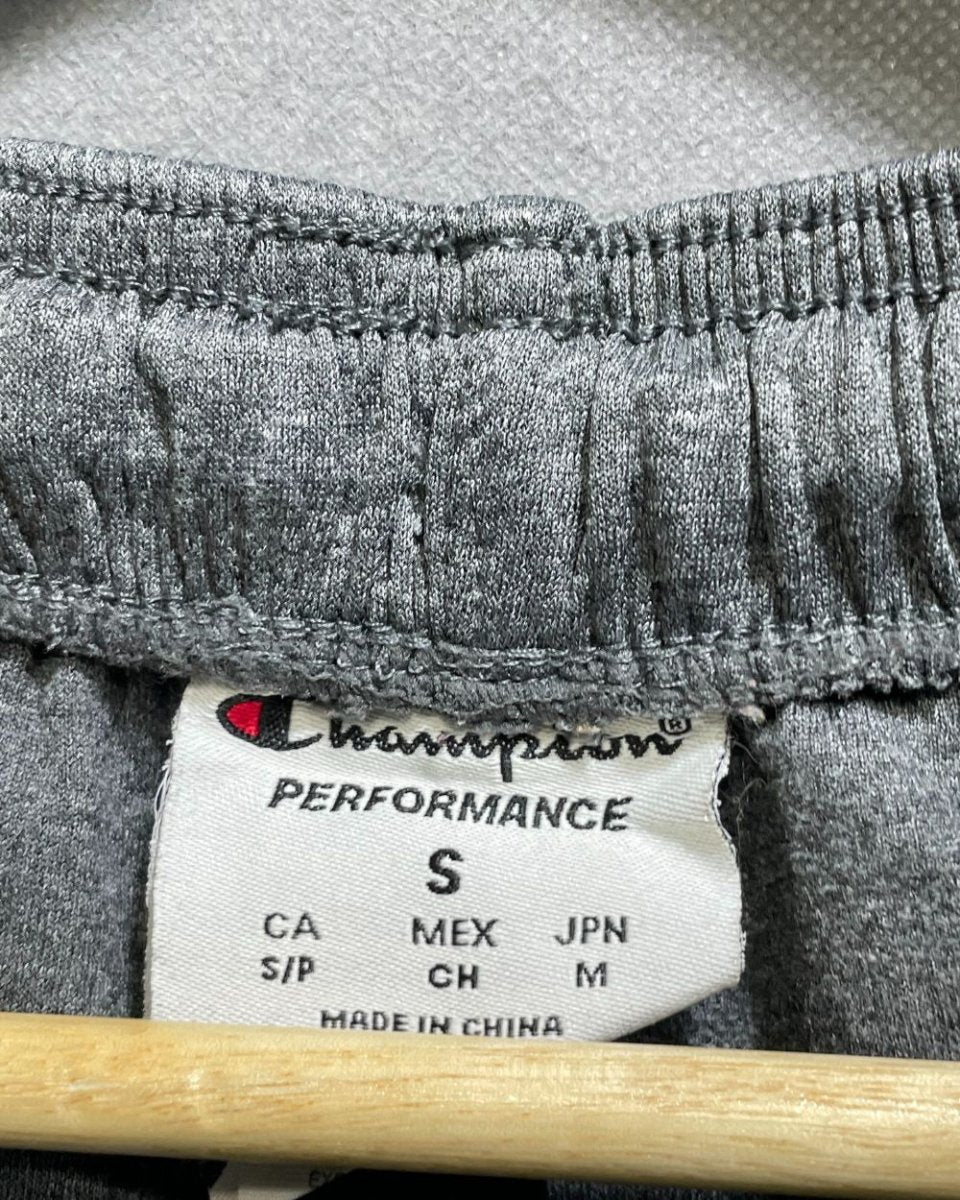 Champion®
PERFORMANCE
S
CA MEX JPN
S/P CH M
MADE IN CHINA